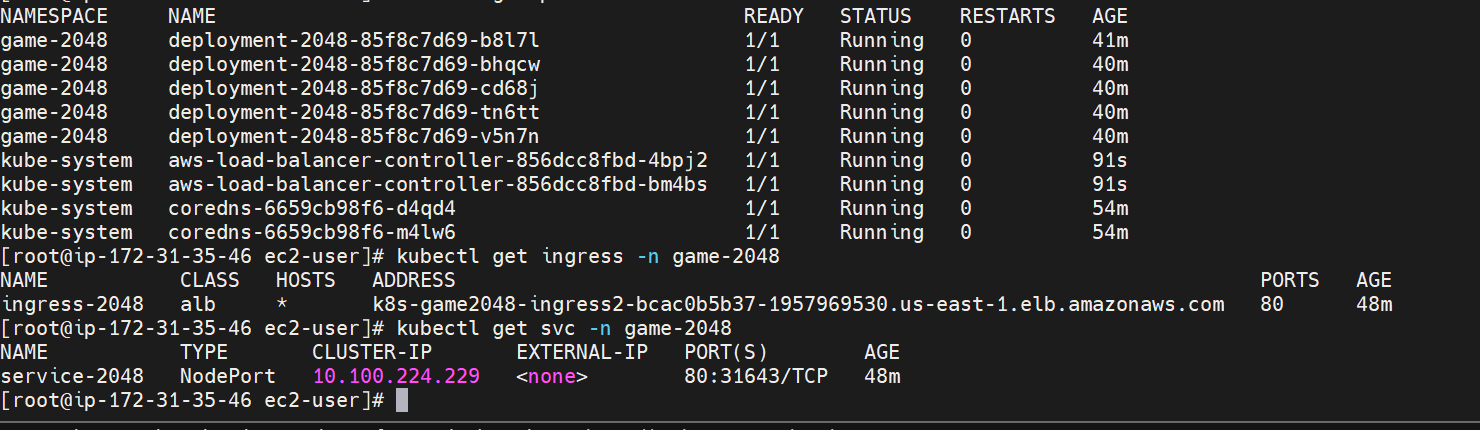 NAMESPACE NAME READY STATUS RESTARTS AGE
game-2048 deployment-2048-85f8c7d69-b8l7l 1/1 Running 0 41m
game-2048 deployment-2048-85f8c7d69-bhqcw 1/1 Running 0 40m
game-2048 deployment-2048-85f8c7d69-cd68j 1/1 Running 0 40m
game-2048 deployment-2048-85f8c7d69-tn6tt 1/1 Running 0 40m
game-2048 deployment-2048-85f8c7d69-v5n7n 1/1 Running 0 40m
kube-system aws-load-balancer-controller-856dcc8fbd-4bpj2 1/1 Running 0 91s
kube-system aws-load-balancer-controller-856dcc8fbd-bm4bs 1/1 Running 0 91s
kube-system coredns-6659cb98f6-d4qd4 1/1 Running 0 54m
kube-system coredns-6659cb98f6-m4lw6 1/1 Running 0 54m
[root@ip-172-31-35-46 ec2-user]# kubectl get ingress -n game-2048
NAME CLASS HOSTS ADDRESS PORTS AGE
ingress-2048 alb * k8s-game2048-ingress2-bcac0b5b37-1957969530.us-east-1.elb.amazonaws.com 80 48m
[root@ip-172-31-35-46 ec2-user]# kubectl get svc -n game-2048
NAME TYPE CLUSTER-IP EXTERNAL-IP PORT(S) AGE
service-2048 NodePort 10.100.224.229 <none> 80:31643/TCP 48m
[root@ip-172-31-35-46 ec2-user]#